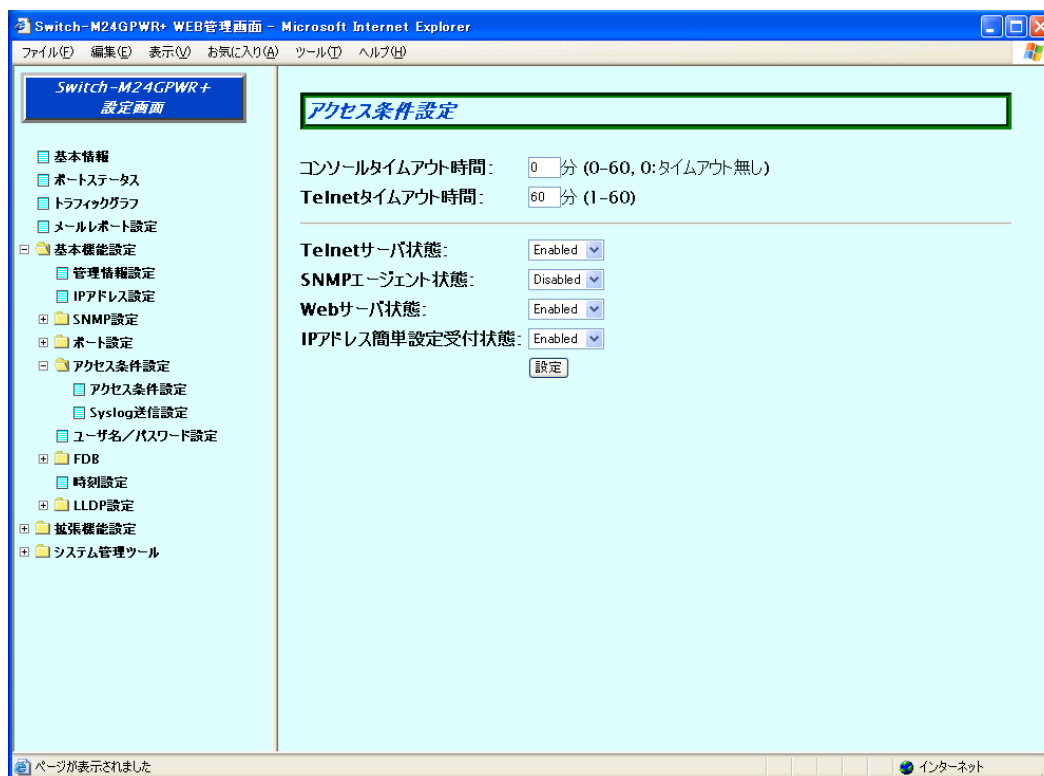 Switch-M24GPWR+ WEB管理画面 - Microsoft Internet Explorer
ファイル(F) 編集(E) 表示(V) お気に入り(A) ツール(T) ヘルプ(H)
Switch-M24GPWR+
設定画面
基本情報
ポートステータス
トラフィックグラフ
メールレポート設定
基本機能設定
管理情報設定
IPアドレス設定
SNMP設定
ポート設定
アクセス条件設定
アクセス条件設定
Syslog送信設定
ユーザ名／パスワード設定
FDB
時刻設定
LLDP設定
拡張機能設定
システム管理ツール
アクセス条件設定
コンソールタイムアウト時間: 0 分 (0-60, 0:タイムアウト無し)
Telnetタイムアウト時間: 60 分 (1-60)
Telnetサーバ状態: Enabled
SNMPエージェント状態: Disabled
Webサーバ状態: Enabled
IPアドレス簡単設定受付状態: Enabled
設定
ページが表示されました インターネット